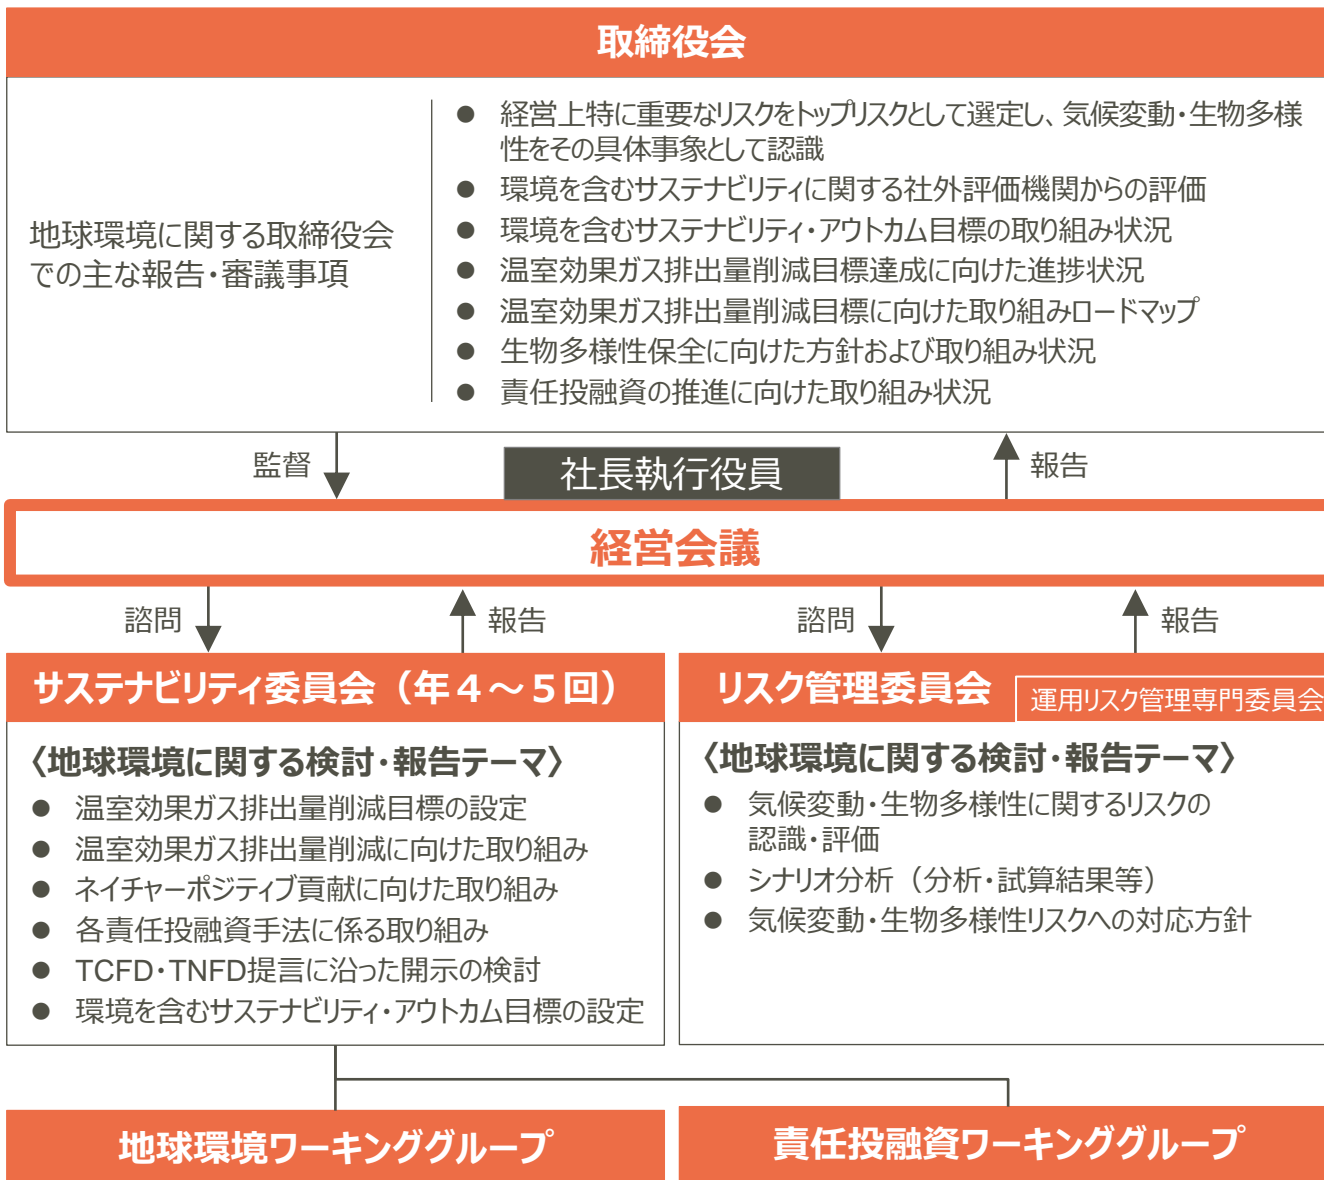 取締役会
地球環境に関する取締役会
での主な報告・審議事項
● 経営上特に重要なリスクをトップリスクとして選定し、気候変動・生物多様
性をその具体事象として認識
● 環境を含むサステナビリティに関する社外評価機関からの評価
● 環境を含むサステナビリティ・アウトカム目標の取り組み状況
● 温室効果ガス排出量削減目標達成に向けた進捗状況
● 温室効果ガス排出量削減目標に向けた取り組みロードマップ
● 生物多様性保全に向けた方針および取り組み状況
● 責任投融資の推進に向けた取り組み状況
監督
社長執行役員
報告
経営会議
諮問
報告
諮問
報告
サステナビリティ委員会（年４～５回）
〈地球環境に関する検討・報告テーマ〉
● 温室効果ガス排出量削減目標の設定
● 温室効果ガス排出量削減に向けた取り組み
● ネイチャーポジティブ貢献に向けた取り組み
● 各責任投融資手法に係る取り組み
● TCFD・TNFD提言に沿った開示の検討
● 環境を含むサステナビリティ・アウトカム目標の設定
リスク管理委員会
運用リスク管理専門委員会
〈地球環境に関する検討・報告テーマ〉
● 気候変動・生物多様性に関するリスクの
認識・評価
● シナリオ分析（分析・試算結果等）
● 気候変動・生物多様性リスクへの対応方針
地球環境ワーキンググループ
責任投融資ワーキンググループ